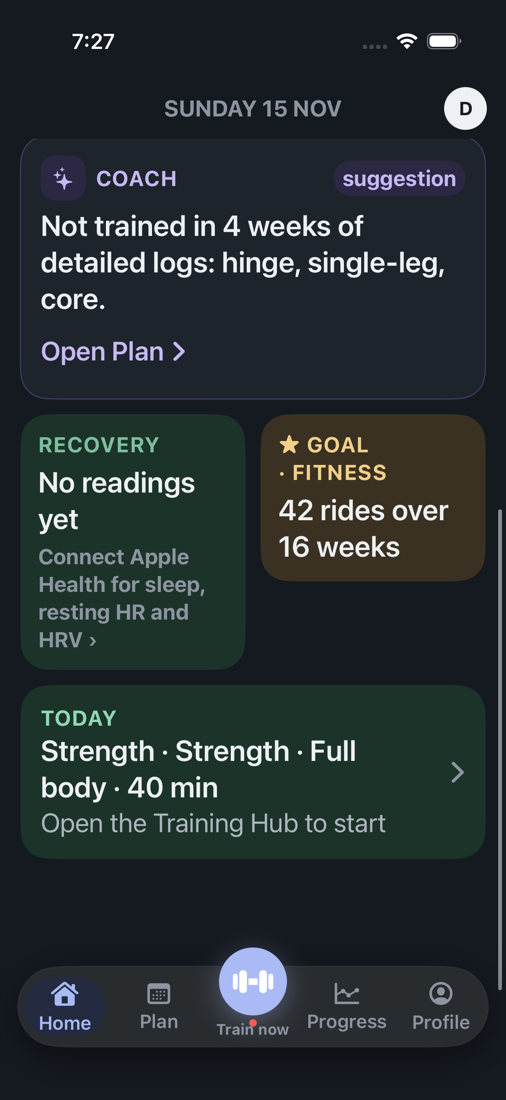 7:27
SUNDAY 15 NOV
D
COACH
suggestion
Not trained in 4 weeks of
detailed logs: hinge, single-leg,
core.
Open Plan >
RECOVERY
No readings
yet
Connect Apple
Health for sleep,
resting HR and
HRV ›
★ GOAL
· FITNESS
42 rides over
16 weeks
TODAY
Strength · Strength · Full
body · 40 min
Open the Training Hub to start
Home
Plan
Train now
Progress
Profile